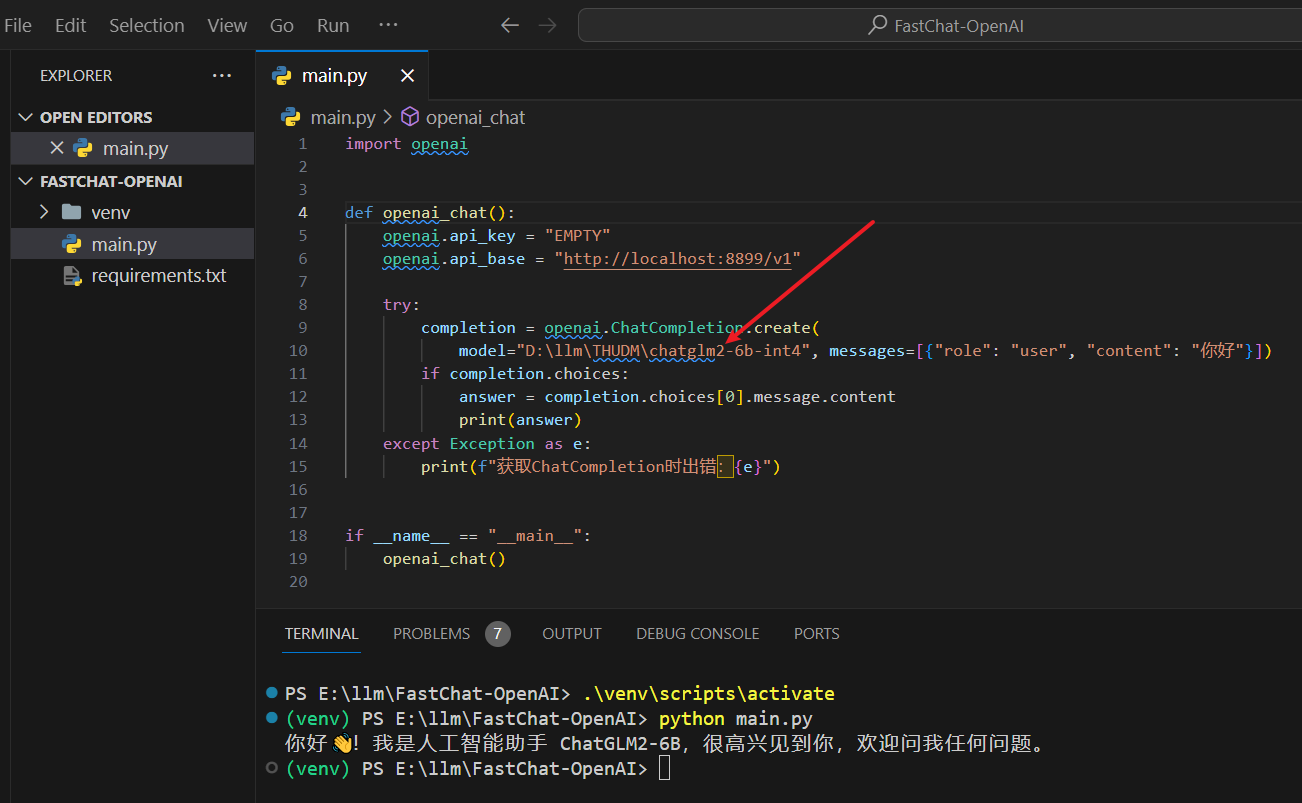 File Edit Selection View Go Run ··· FastChat-OpenAI
EXPLORER ···
OPEN EDITORS
main.py
FASTCHAT-OPENAI
venv
main.py
requirements.txt
main.py
main.py > openai_chat
1 import openai
2
3
4 def openai_chat():
5     openai.api_key = "EMPTY"
6     openai.api_base = "http://localhost:8899/v1"
7
8     try:
9         completion = openai.ChatCompletion.create(
10             model="D:\llm\THUDM\chatglm2-6b-int4", messages=[{"role": "user", "content": "你好"}])
11         if completion.choices:
12             answer = completion.choices[0].message.content
13             print(answer)
14     except Exception as e:
15         print(f"获取ChatCompletion时出错：{e}")
16
17
18 if __name__ == "__main__":
19     openai_chat()
20
TERMINAL PROBLEMS 7 OUTPUT DEBUG CONSOLE PORTS
PS E:\llm\FastChat-OpenAI> .\venv\scripts\activate
(venv) PS E:\llm\FastChat-OpenAI> python main.py
你好👋！我是人工智能助手 ChatGLM2-6B，很高兴见到你，欢迎问我任何问题。
(venv) PS E:\llm\FastChat-OpenAI>